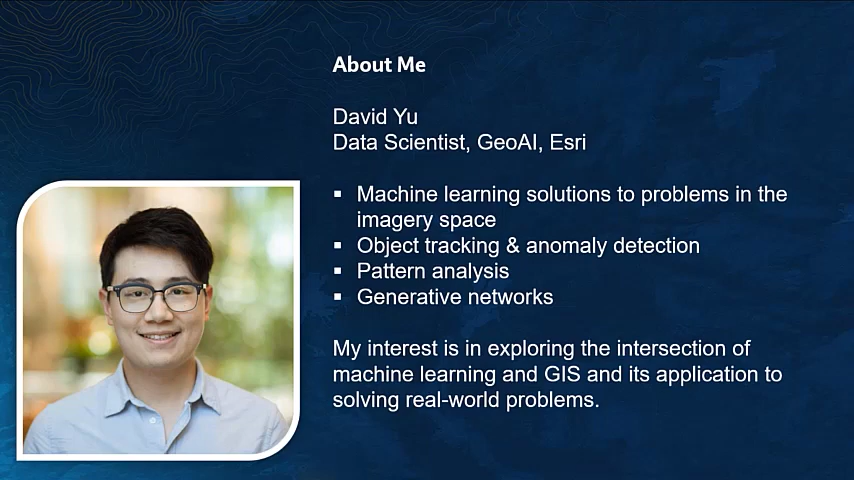 About Me
David Yu
Data Scientist, GeoAI, Esri
▪ Machine learning solutions to problems in the
imagery space
▪ Object tracking & anomaly detection
▪ Pattern analysis
▪ Generative networks
My interest is in exploring the intersection of
machine learning and GIS and its application to
solving real-world problems.